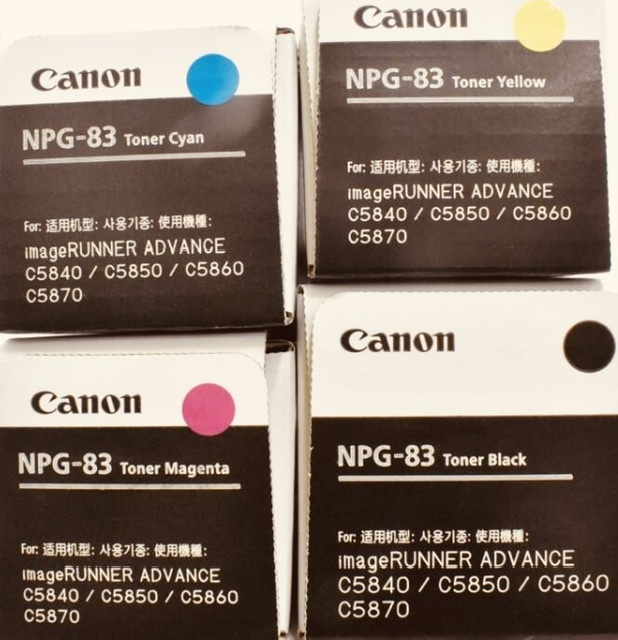 Canon
NPG-83 Toner Cyan
For: 适用机型: 사용기종: 使用機種:
imageRUNNER ADVANCE
C5840 / C5850 / C5860
C5870
Canon
NPG-83 Toner Yellow
For: 适用机型: 사용기종: 使用機種:
imageRUNNER ADVANCE
C5840 / C5850 / C5860
C5870
Canon
NPG-83 Toner Magenta
For: 适用机型: 사용기종: 使用機種:
imageRUNNER ADVANCE
C5840 / C5850 / C5860
C5870
Canon
NPG-83 Toner Black
For: 适用机型: 사용기종: 使用機種:
imageRUNNER ADVANCE
C5840 / C5850 / C5860
C5870